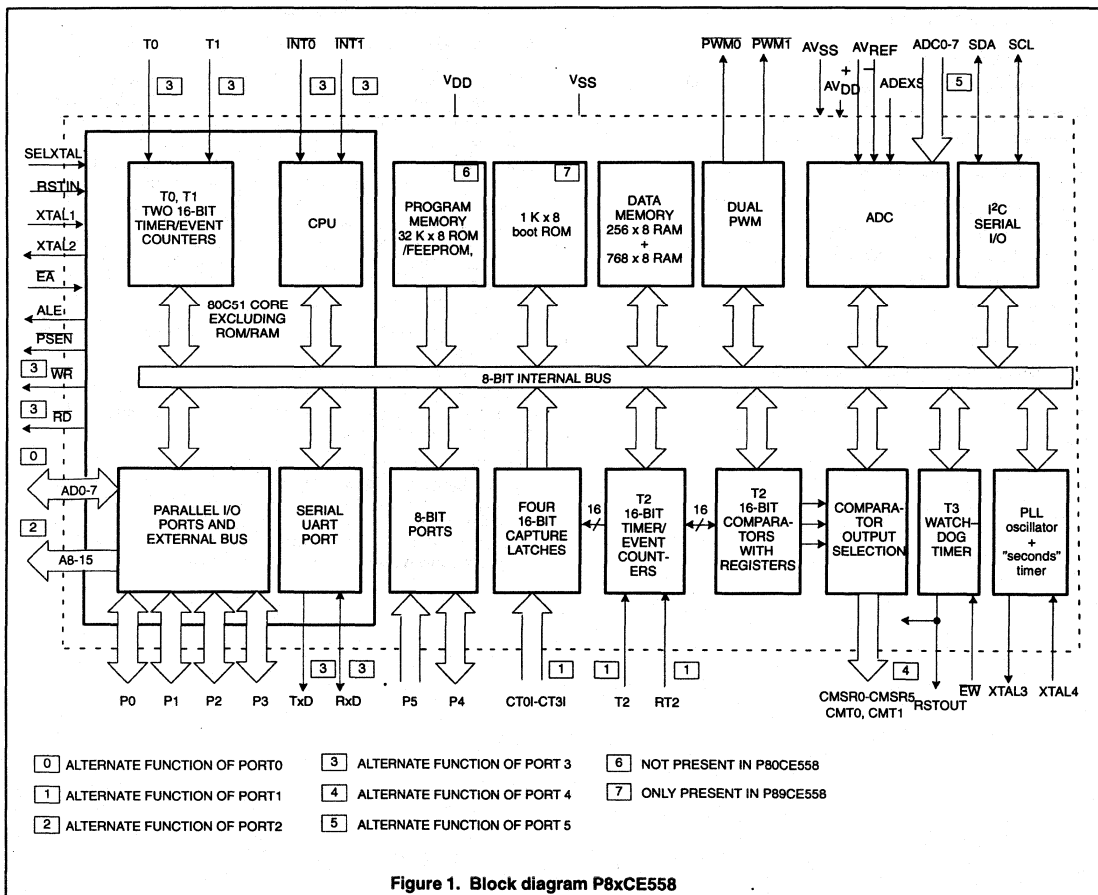 T0 T1 INT0 INT1 PWM0 PWM1 AVSS AVREF ADC0-7 SDA SCL
3 3 3 3 VDD VSS + − AVDD ADEXS 5
SELXTAL
RSTIN
XTAL1
XTAL2
EA
ALE
PSEN
3 WR
3 RD
0
AD0-7
2
A8-15
T0, T1
TWO 16-BIT
TIMER/EVENT
COUNTERS
CPU
80C51 CORE
EXCLUDING
ROM/RAM
6
PROGRAM
MEMORY
32 K x 8 ROM
/FEEPROM,
7
1 K x 8
boot ROM
DATA
MEMORY
256 x 8 RAM
+
768 x 8 RAM
DUAL
PWM
ADC
I2C
SERIAL
I/O
8-BIT INTERNAL BUS
PARALLEL I/O
PORTS AND
EXTERNAL BUS
SERIAL
UART
PORT
8-BIT
PORTS
FOUR
16-BIT
CAPTURE
LATCHES
16
T2
16-BIT
TIMER/
EVENT
COUNT-
ERS
16
T2
16-BIT
COMPARA-
TORS
WITH
REGISTERS
COMPARA-
TOR
OUTPUT
SELECTION
T3
WATCH-
DOG
TIMER
PLL
oscillator
+
"seconds"
timer
3 3 1 1 1 4
P0 P1 P2 P3 TxD RxD P5 P4 CT0I-CT3I T2 RT2 CMSR0-CMSR5 RSTOUT EW XTAL3 XTAL4
CMT0, CMT1
0 ALTERNATE FUNCTION OF PORT0
1 ALTERNATE FUNCTION OF PORT1
2 ALTERNATE FUNCTION OF PORT2
3 ALTERNATE FUNCTION OF PORT 3
4 ALTERNATE FUNCTION OF PORT 4
5 ALTERNATE FUNCTION OF PORT 5
6 NOT PRESENT IN P80CE558
7 ONLY PRESENT IN P89CE558
Figure 1. Block diagram P8xCE558